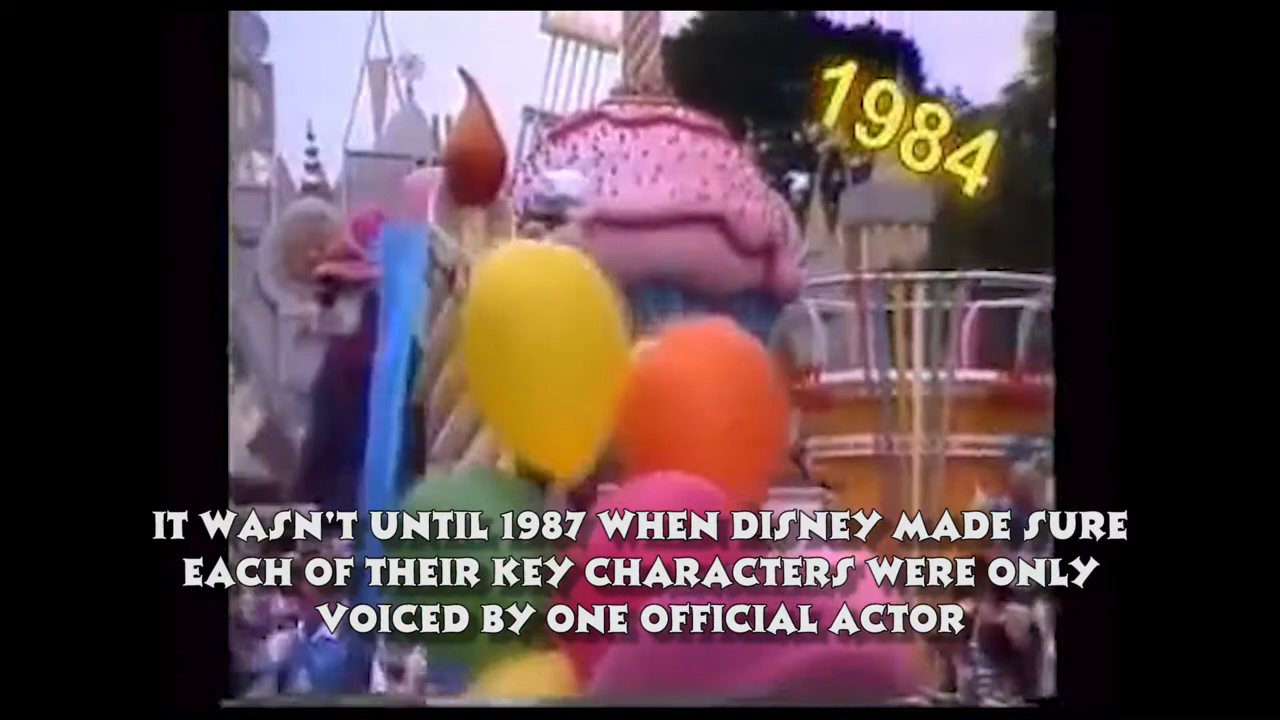 1984
IT WASN'T UNTIL 1987 WHEN DISNEY MADE SURE
EACH OF THEIR KEY CHARACTERS WERE ONLY
VOICED BY ONE OFFICIAL ACTOR